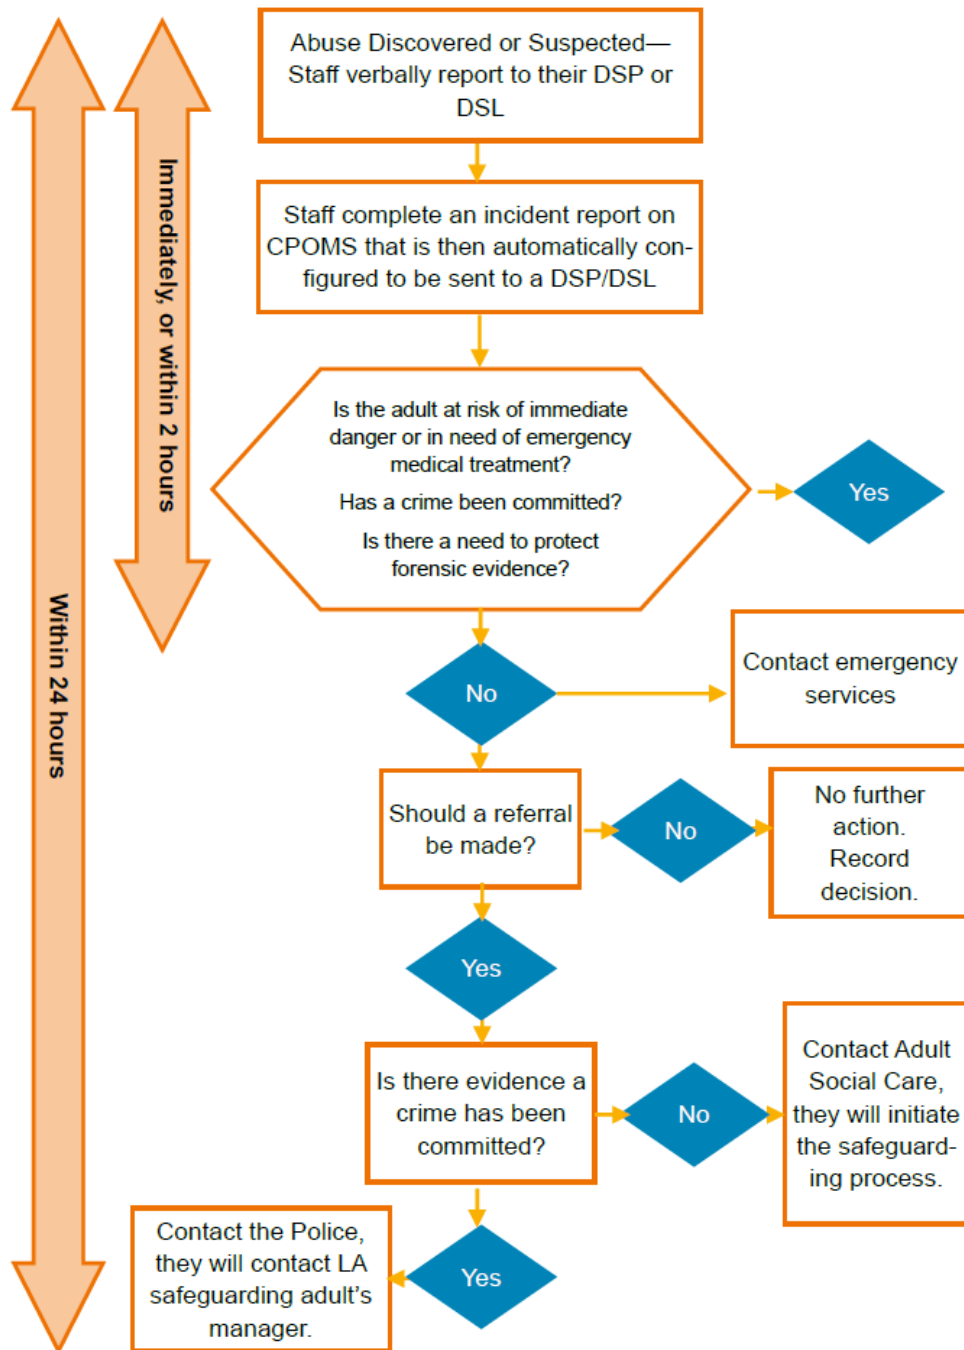 Abuse Discovered or Suspected—
Staff verbally report to their DSP or
DSL
Immediately, or within 2 hours
Within 24 hours
Staff complete an incident report on
CPOMS that is then automatically con-
figured to be sent to a DSP/DSL
Is the adult at risk of immediate
danger or in need of emergency
medical treatment?
Has a crime been committed?
Is there a need to protect
forensic evidence?
Yes
No
Contact emergency
services
Should a referral
be made?
No
No further
action.
Record
decision.
Yes
Is there evidence a
crime has been
committed?
No
Contact Adult
Social Care,
they will initiate
the safeguard-
ing process.
Yes
Contact the Police,
they will contact LA
safeguarding adult's
manager.